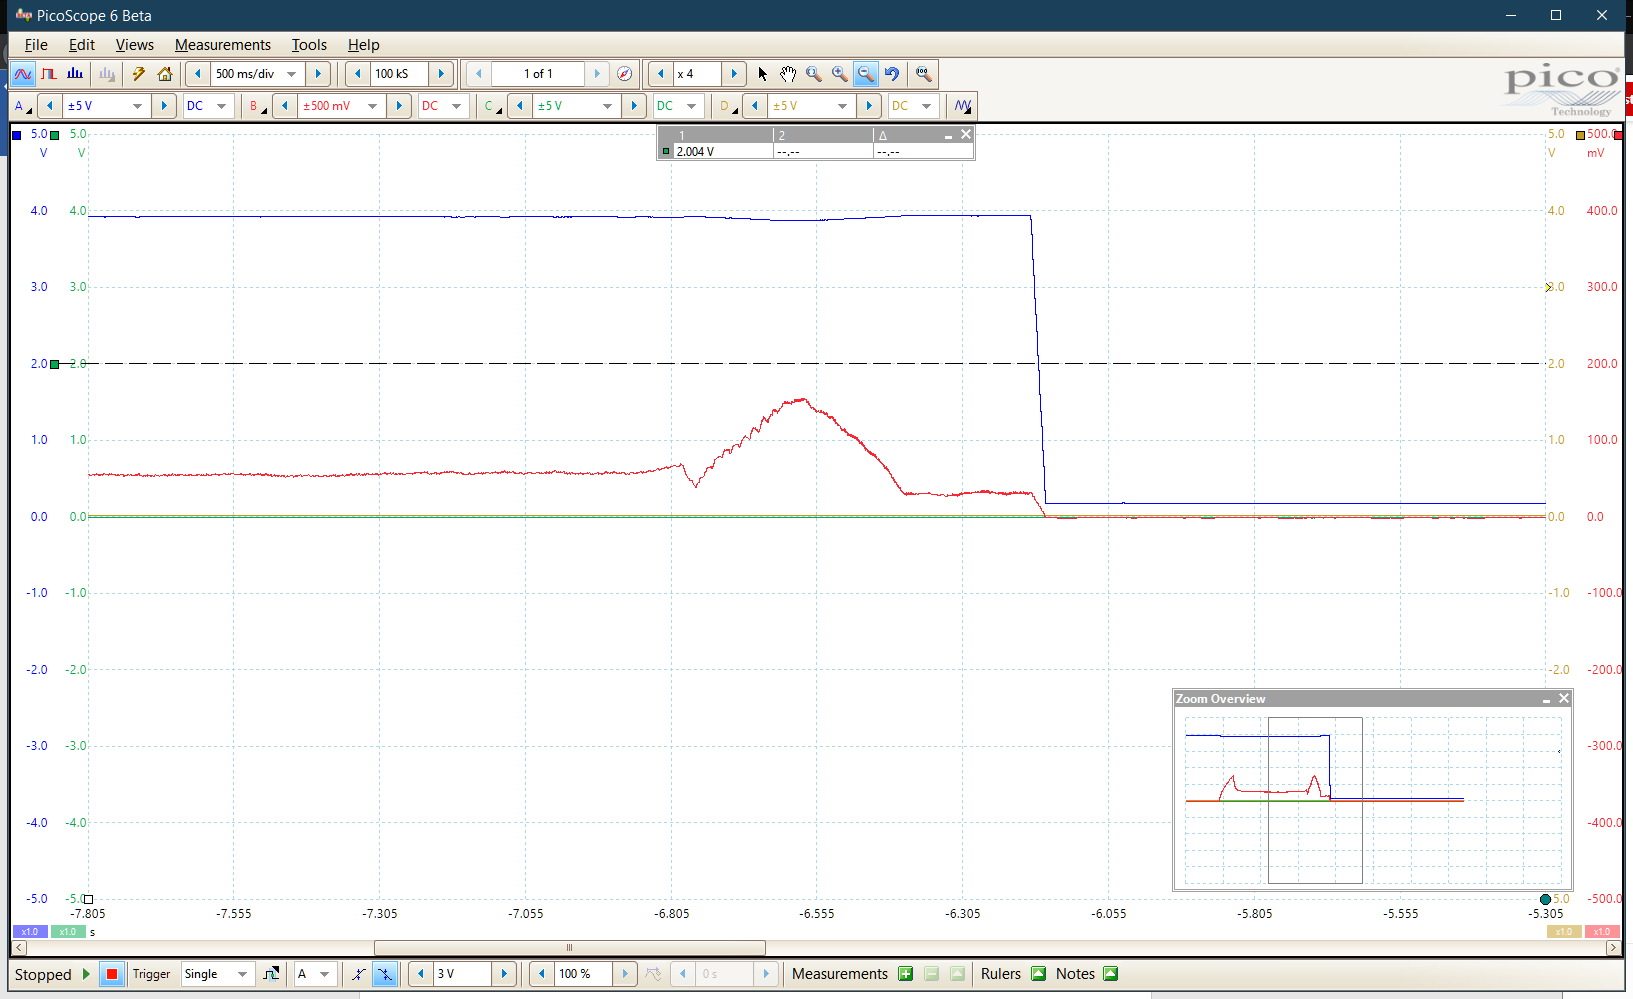 PicoScope 6 Beta
File Edit Views Measurements Tools Help
500 ms/div 100 kS 1 of 1 x 4
pico
Technology
A ±5 V DC B ±500 mV DC C ±5 V DC D ±5 V DC
1 2 Δ
2.004 V --.-- --.--
5.0 5.0 5.0 500.0
V V V mV
4.0 4.0 4.0 400.0
3.0 3.0 3.0 300.0
2.0 2.0 2.0 200.0
1.0 1.0 1.0 100.0
0.0 0.0 0.0 0.0
-1.0 -1.0 -1.0 -100.0
-2.0 -2.0 -2.0 -200.0
Zoom Overview
-3.0 -3.0 -300.0
-4.0 -4.0 -400.0
-5.0 -5.0 5.0 -500.0
-7.805 -7.555 -7.305 -7.055 -6.805 -6.555 -6.305 -6.055 -5.805 -5.555 -5.305
x1.0 x1.0 s x1.0 x1.0
Stopped Trigger Single A 3 V 100 % 0 s Measurements Rulers Notes